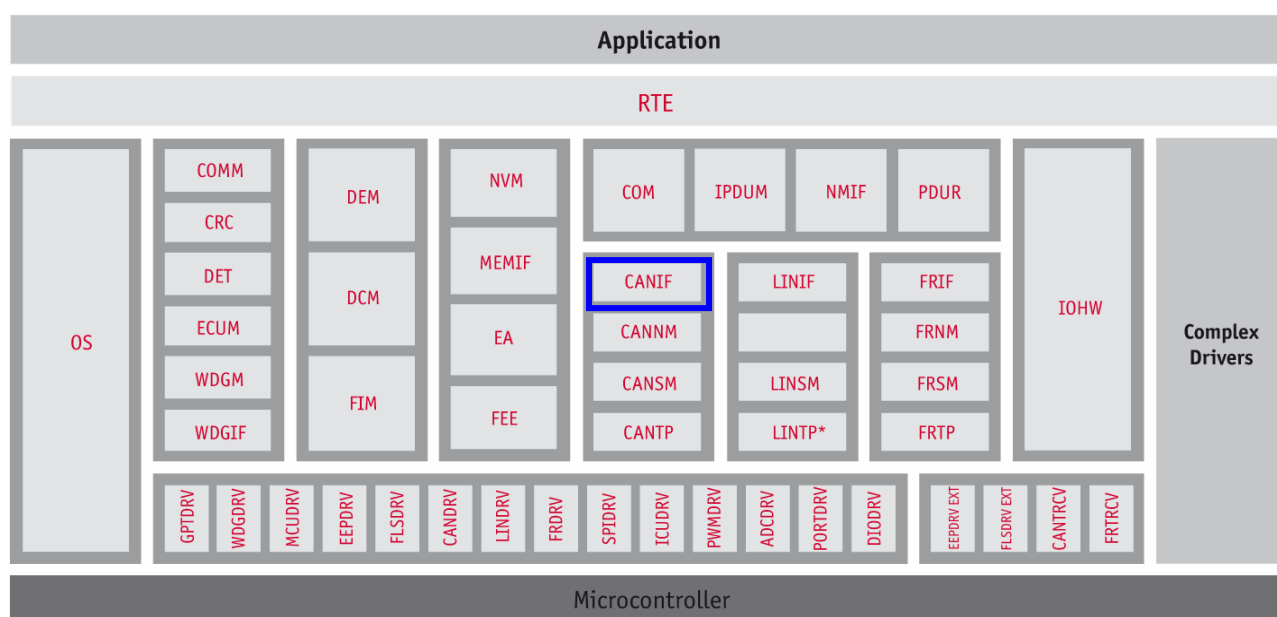 Application
RTE
OS
COMM
CRC
DET
ECUM
WDGM
WDGIF
DEM
DCM
FIM
NVM
MEMIF
EA
FEE
COM
IPDUM
NMIF
PDUR
CANIF
CANNM
CANSM
CANTP
LINIF
LINSM
LINTP*
FRIF
FRNM
FRSM
FRTP
IOHW
Complex
Drivers
GPTDRV
WDGDRV
MCUDRV
EEPDRV
FLSDRV
CANDRV
LINDRV
FRDRV
SPIDRV
ICUDRV
PWMDRV
ADCDRV
PORTDRV
DIODRV
EEPDRV EXT
FLSDRV EXT
CANTRCV
FRTRCV
Microcontroller